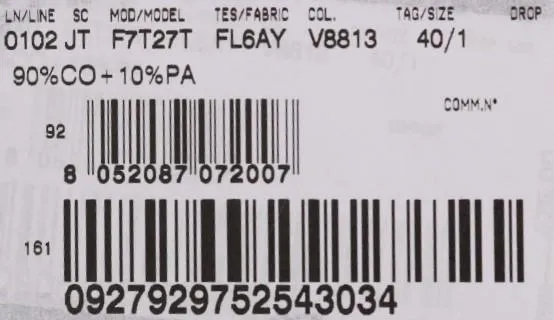 LN/LINE SC MOD/MODEL TES/FABRIC COL. TAG/SIZE DROP
0102 JT F7T27T FL6AY V8813 40/1
90%CO+10%PA
COMM.N°
92
8 052087 072007
161
0927929752543034